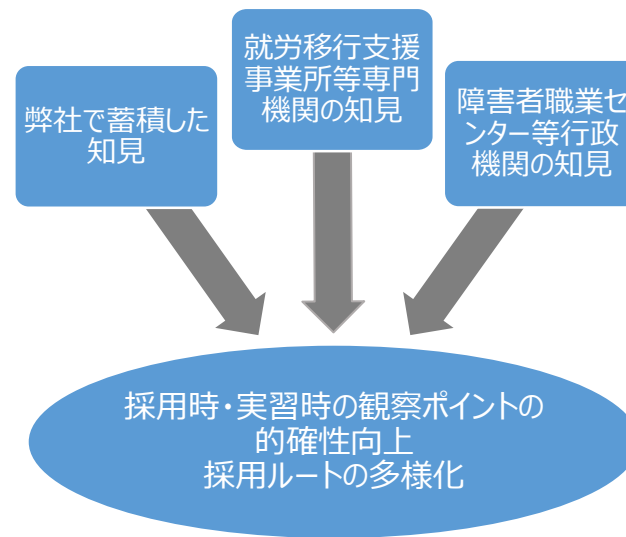 弊社で蓄積した
知見
就労移行支援
事業所等専門
機関の知見
障害者職業セ
ンター等行政
機関の知見
採用時・実習時の観察ポイントの
的確性向上
採用ルートの多様化